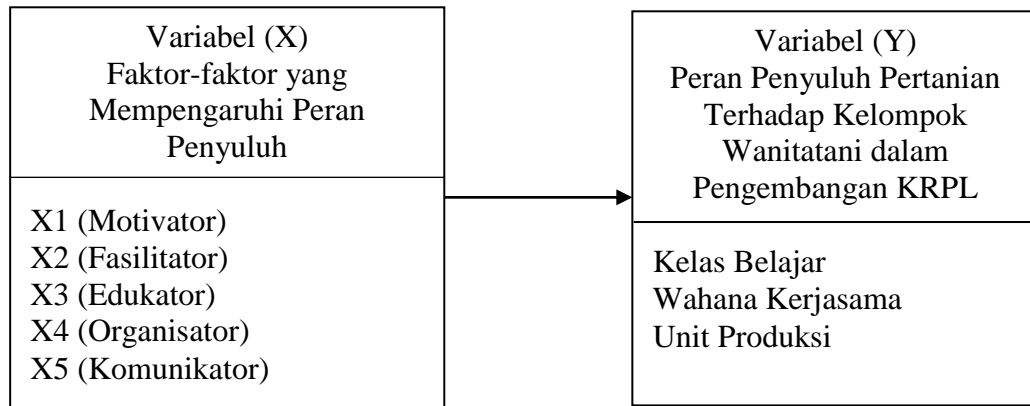 Variabel (X)
Faktor-faktor yang
Mempengaruhi Peran
Penyuluh
X1 (Motivator)
X2 (Fasilitator)
X3 (Edukator)
X4 (Organisator)
X5 (Komunikator)
Variabel (Y)
Peran Penyuluh Pertanian
Terhadap Kelompok
Wanitatani dalam
Pengembangan KRPL
Kelas Belajar
Wahana Kerjasama
Unit Produksi